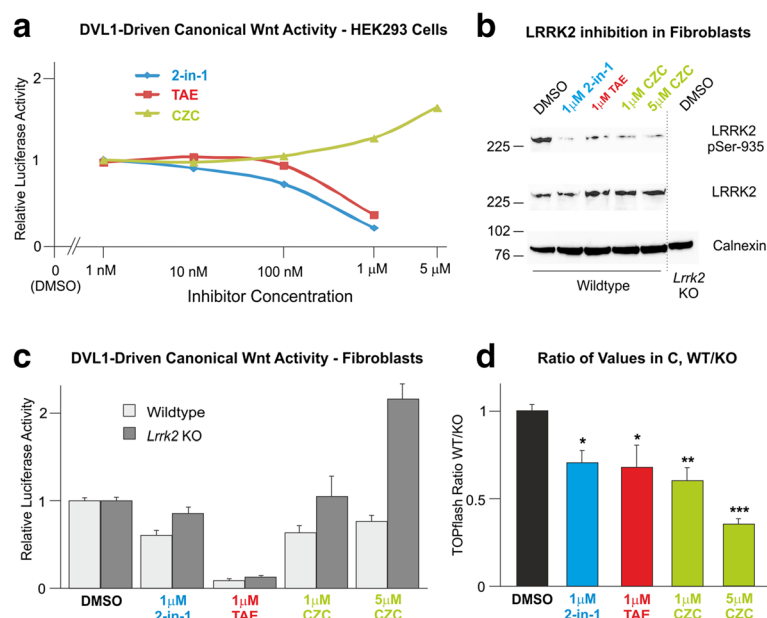 a
DVL1-Driven Canonical Wnt Activity - HEK293 Cells
Relative Luciferase Activity
2
1
0
2-in-1
TAE
CZC
0
(DMSO)
1 nM
10 nM
100 nM
1 µM
5 µM
Inhibitor Concentration
b
LRRK2 inhibition in Fibroblasts
DMSO
1µM 2-in-1
1µM TAE
1µM CZC
5µM CZC
DMSO
225
LRRK2
pSer-935
225
LRRK2
102
76
Calnexin
Wildtype
Lrrk2
KO
c
DVL1-Driven Canonical Wnt Activity - Fibroblasts
Relative Luciferase Activity
2
1
0
Wildtype
Lrrk2 KO
DMSO
1µM
2-in-1
1µM
TAE
1µM
CZC
5µM
CZC
d
Ratio of Values in C, WT/KO
TOPflash Ratio WT/KO
1
0.5
0
*
*
**
***
DMSO
1µM
2-in-1
1µM
TAE
1µM
CZC
5µM
CZC